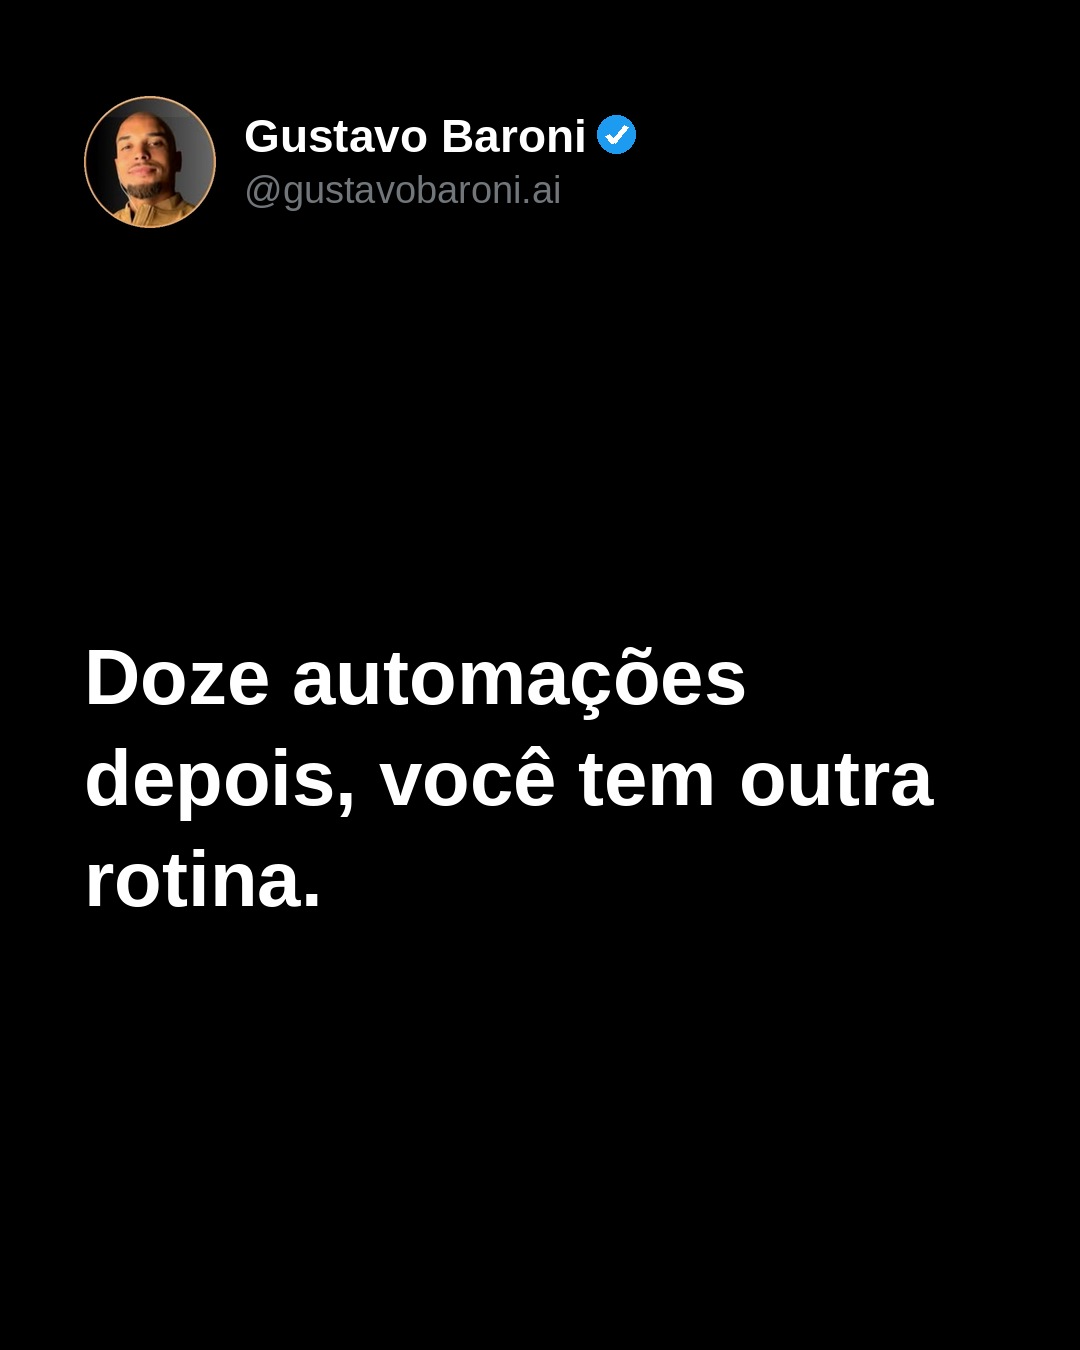 Gustavo Baroni
@gustavobaroni.ai
Doze automações
depois, você tem outra
rotina.